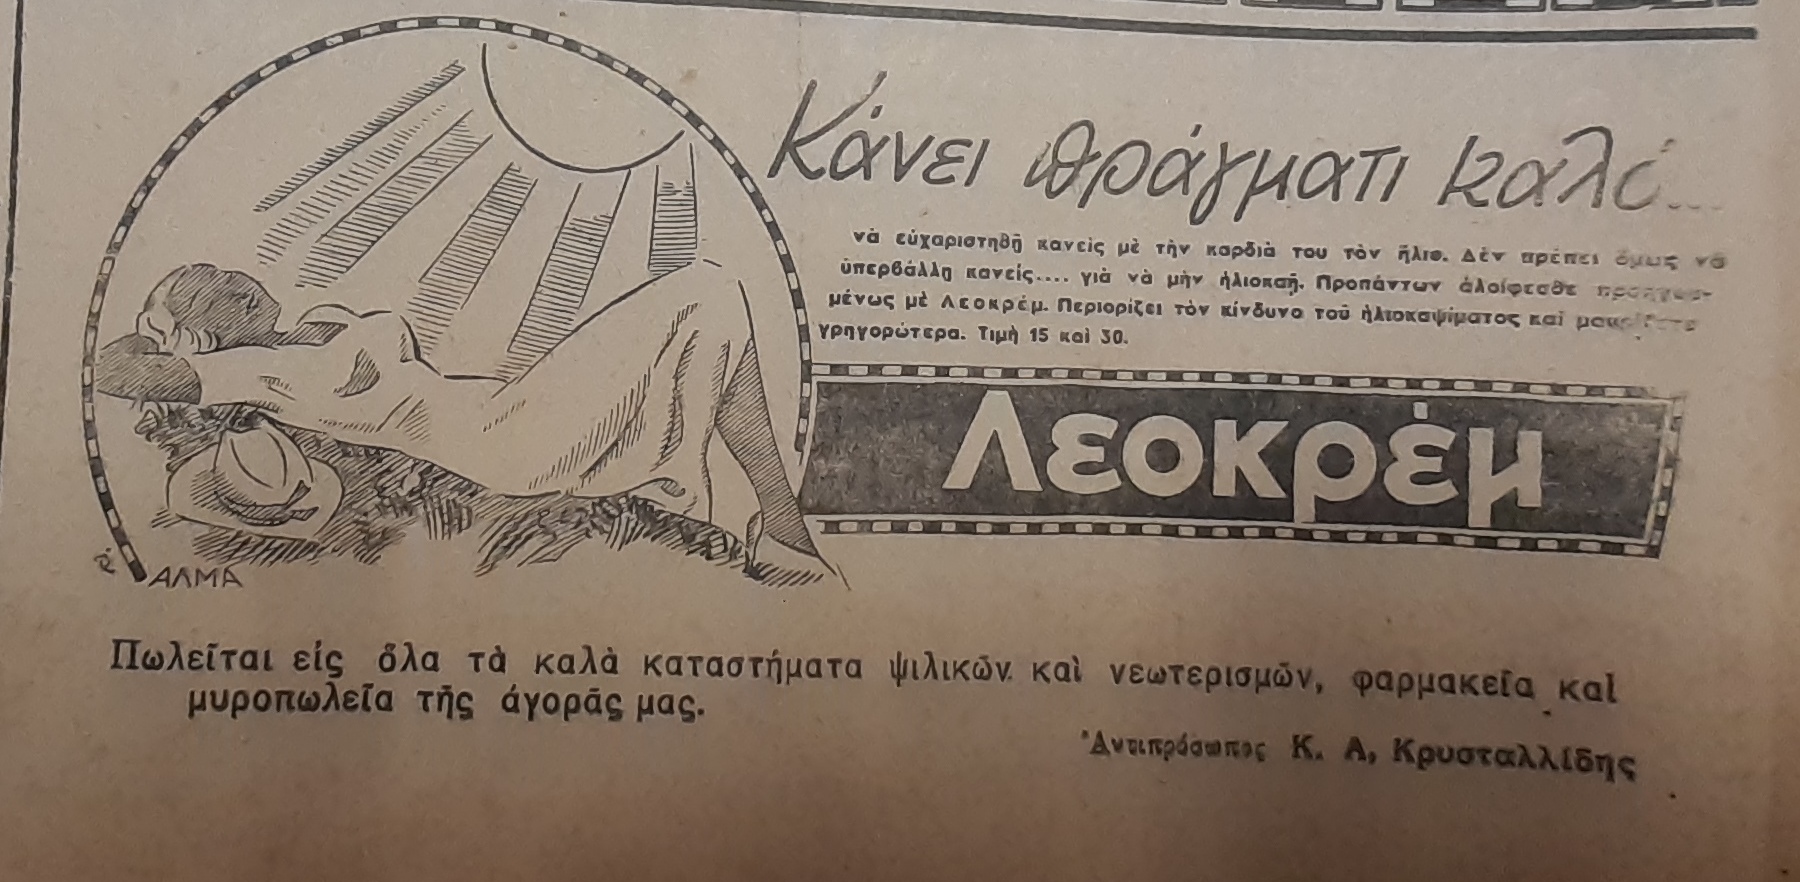 Κάνει πράγματι καλό...
νὰ εὐχαριστηθῇ κανεὶς μὲ τὴν καρδιὰ του τὸν ἥλιο. Δὲν πρέπει ὅμως νὰ
ὑπερβάλλῃ κανείς.... γιὰ νὰ μὴν ἡλιοκαῇ. Προπάντων ἀλοίφεσθε
μένως μὲ Λεοκρέμ. Περιορίζει τὸν κίνδυνο τοῦ ἡλιοκαψίματος καὶ
γρηγορώτερα. Τιμὴ 15 καὶ 30.
Λεοκρέμ
ΑΛΜΑ
Πωλεῖται εἰς ὅλα τὰ καλὰ καταστήματα ψιλικῶν καὶ νεωτερισμῶν, φαρμακεῖα καὶ
μυροπωλεῖα τῆς ἀγορᾶς μας.
Ἀντιπρόσωπος Κ. Α, Κρυσταλλίδης